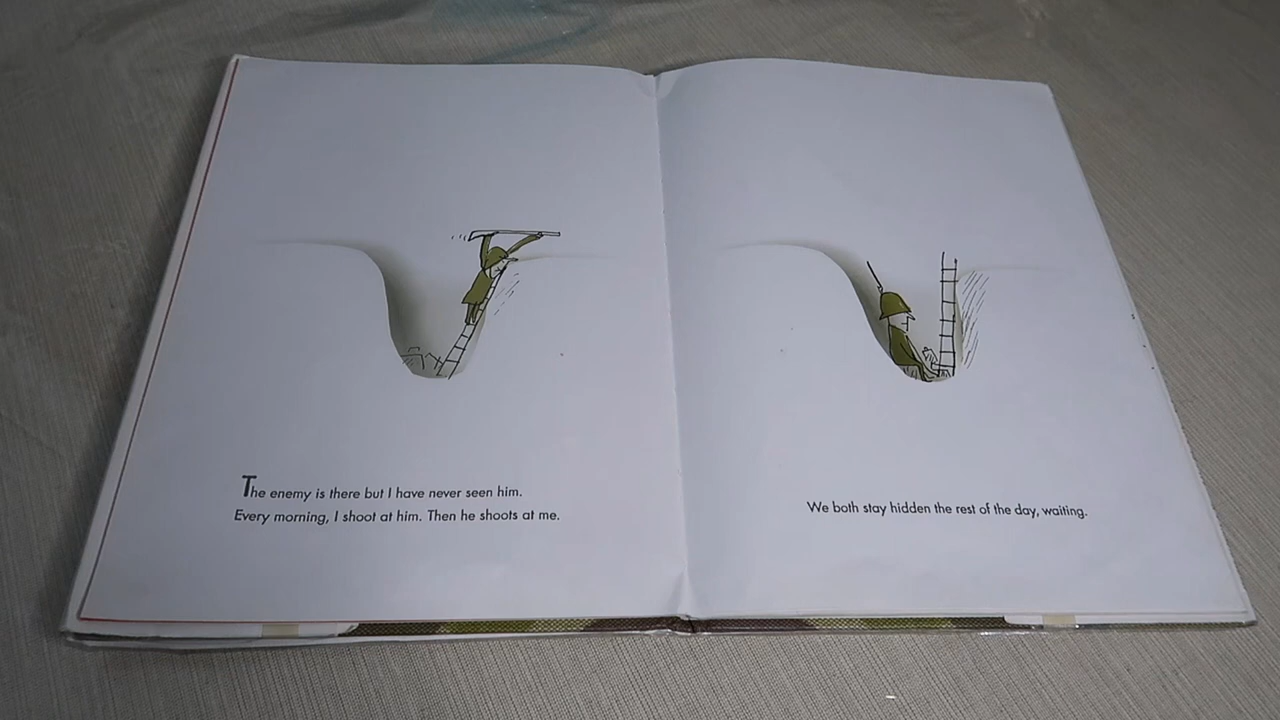 The enemy is there but I have never seen him.
Every morning, I shoot at him. Then he shoots at me.
We both stay hidden the rest of the day, waiting.